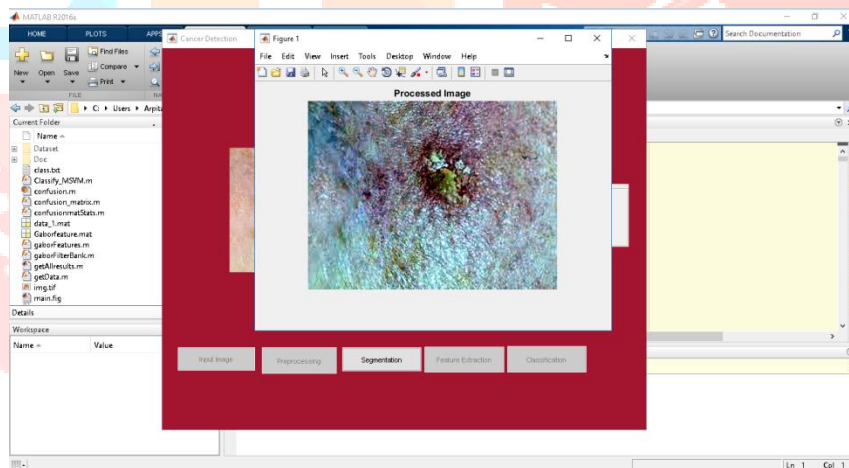 MATLAB R2016a
HOME PLOTS APPS
Search Documentation
New Open Save
Find Files
Compare
Print
FILE
C: Users Arpita
Current Folder
Name
Dataset
Doc
class.txt
Classify_MSVM.m
confusion.m
confusion_matrix.m
confusionmatStats.m
data_1.mat
Gaborfeature.mat
gaborFeatures.m
gaborFilterBank.m
getAllresults.m
getData.m
img.tif
main.fig
Details
Workspace
Name Value
Cancer Detection
Figure 1
File Edit View Insert Tools Desktop Window Help
Processed Image
Input Image Preprocessing Segmentation Feature Extraction Classification
Ln 1 Col 1